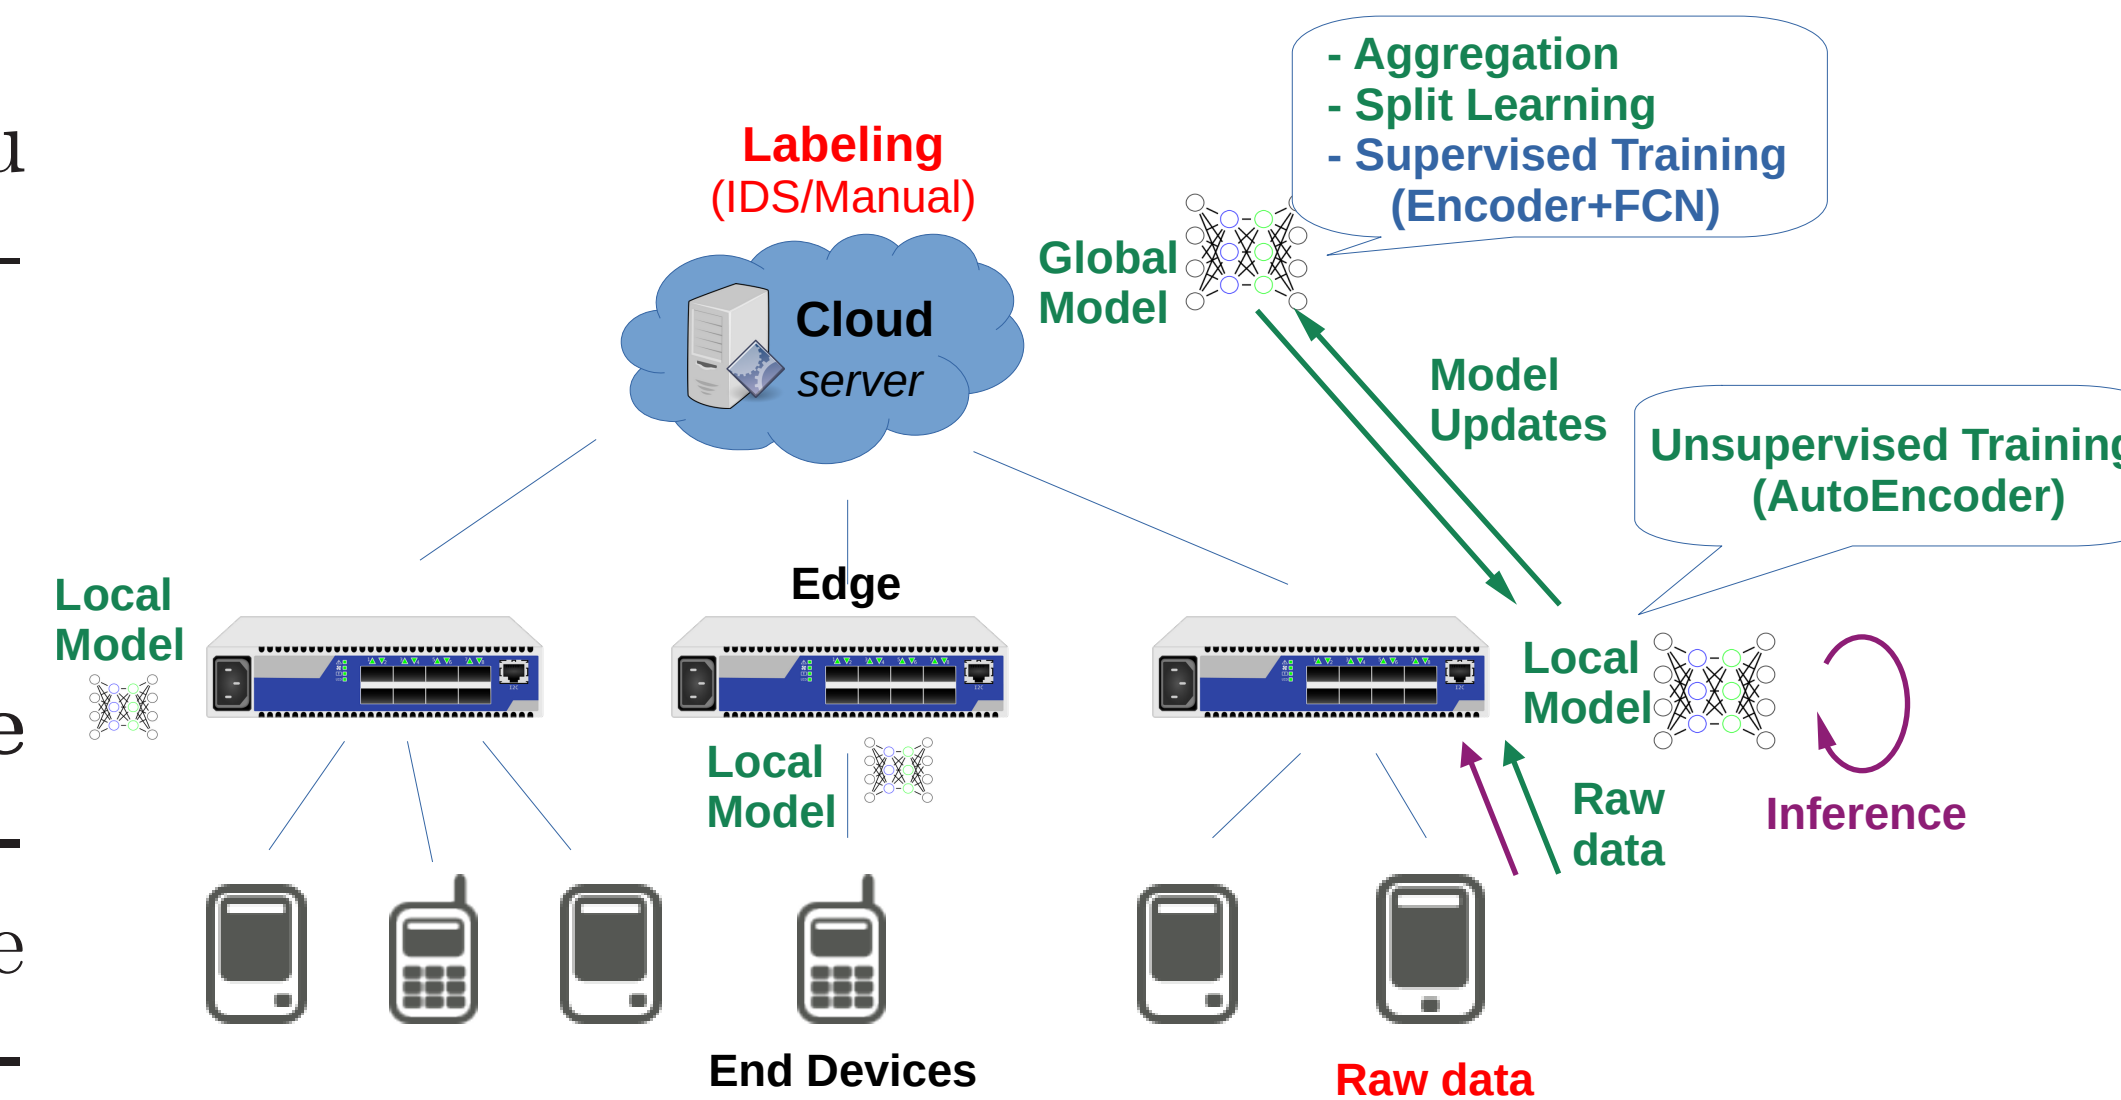 - Aggregation
- Split Learning
- Supervised Training
(Encoder+FCN)
Labeling
(IDS/Manual)
Global
Model
Cloud
server
Model
Updates
Unsupervised Training
(AutoEncoder)
Edge
Local
Model
Local
Model
Local
Model
Raw
data
Inference
End Devices
Raw data
u
e
e